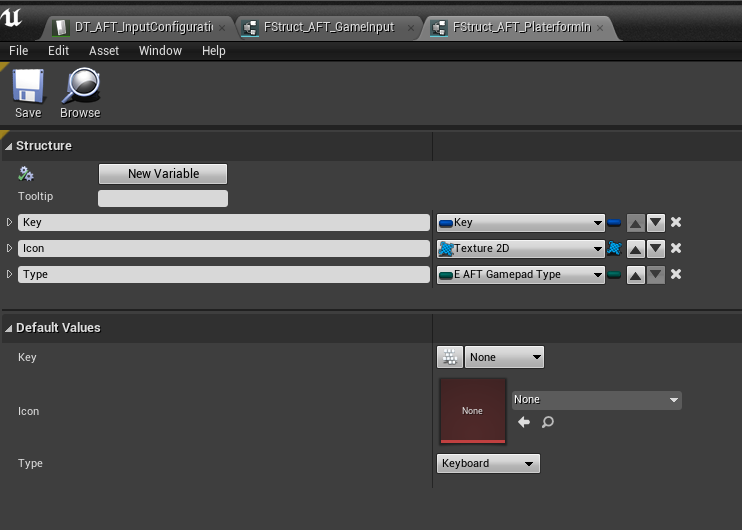 DT_AFT_InputConfiguratio
FStruct_AFT_GameInput
FStruct_AFT_PlaterformIn
File Edit Asset Window Help
Save Browse
Structure
New Variable
Tooltip
Key Key
Icon Texture 2D
Type E AFT Gamepad Type
Default Values
Key None
None
Icon None
Type Keyboard